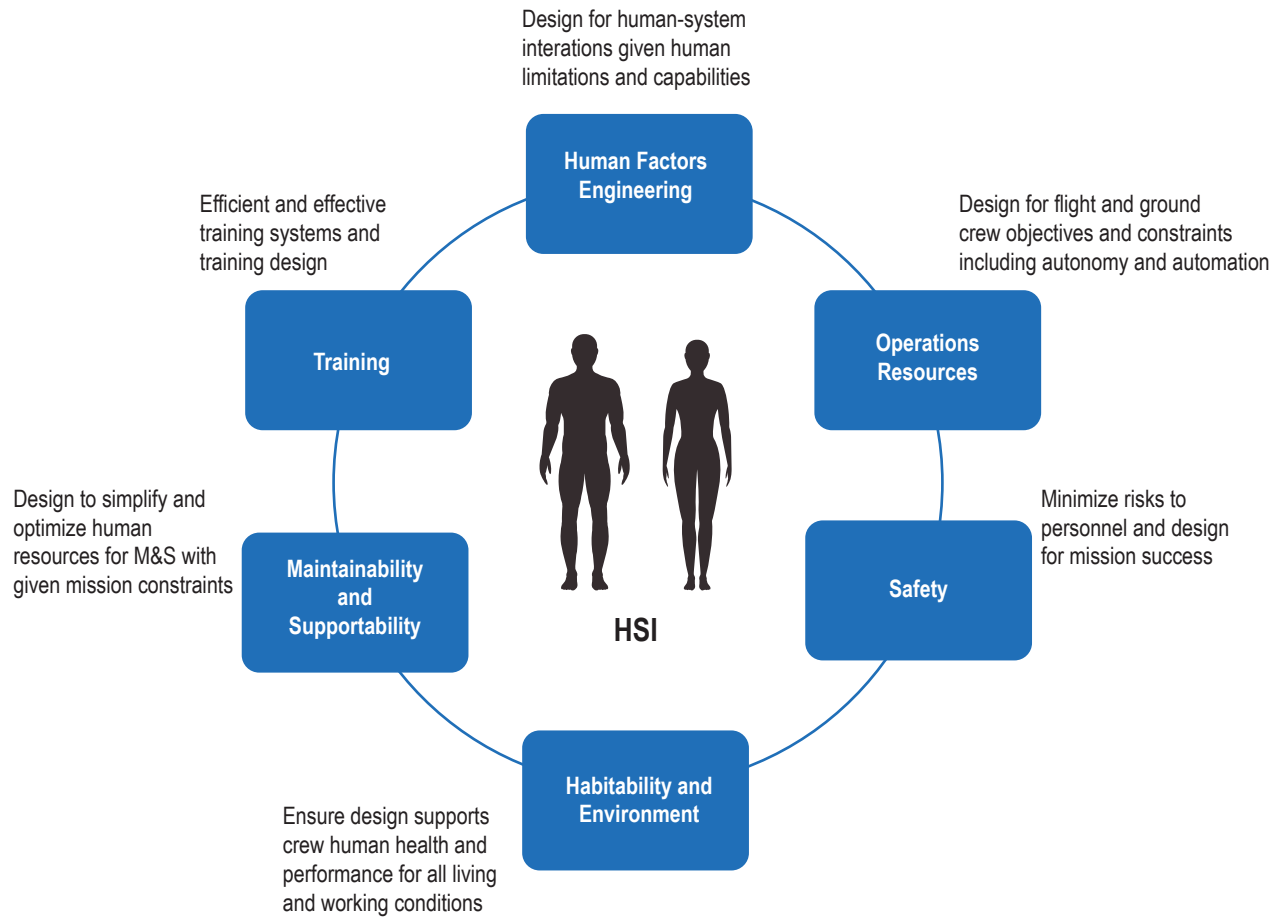 Design for human-system
interations given human
limitations and capabilities
Human Factors
Engineering
Efficient and effective
training systems and
training design
Design for flight and ground
crew objectives and constraints
including autonomy and automation
Training
Operations
Resources
Design to simplify and
optimize human
resources for M&S with
given mission constraints
Minimize risks to
personnel and design
for mission success
Maintainability
and
Supportability
Safety
HSI
Habitability and
Environment
Ensure design supports
crew human health and
performance for all living
and working conditions